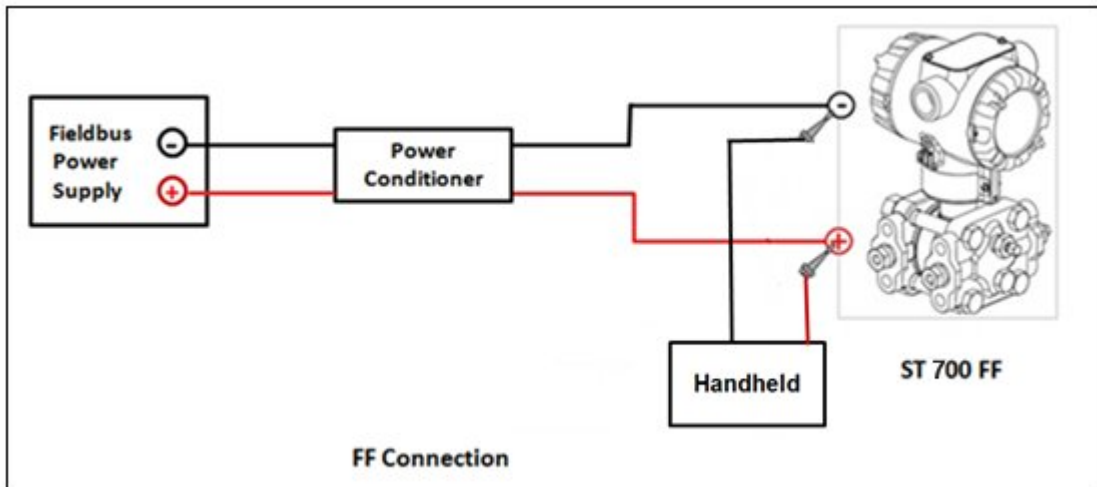 Fieldbus
Power
Supply
-
+
Power
Conditioner
-
+
Handheld
ST 700 FF
FF Connection